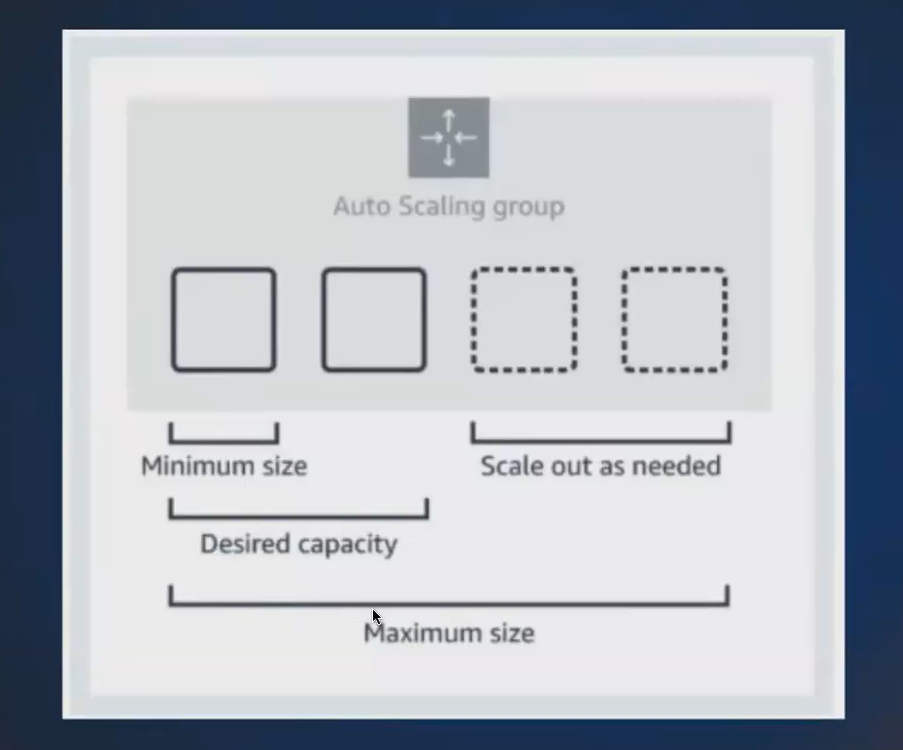 Auto Scaling group
Minimum size
Scale out as needed
Desired capacity
Maximum size